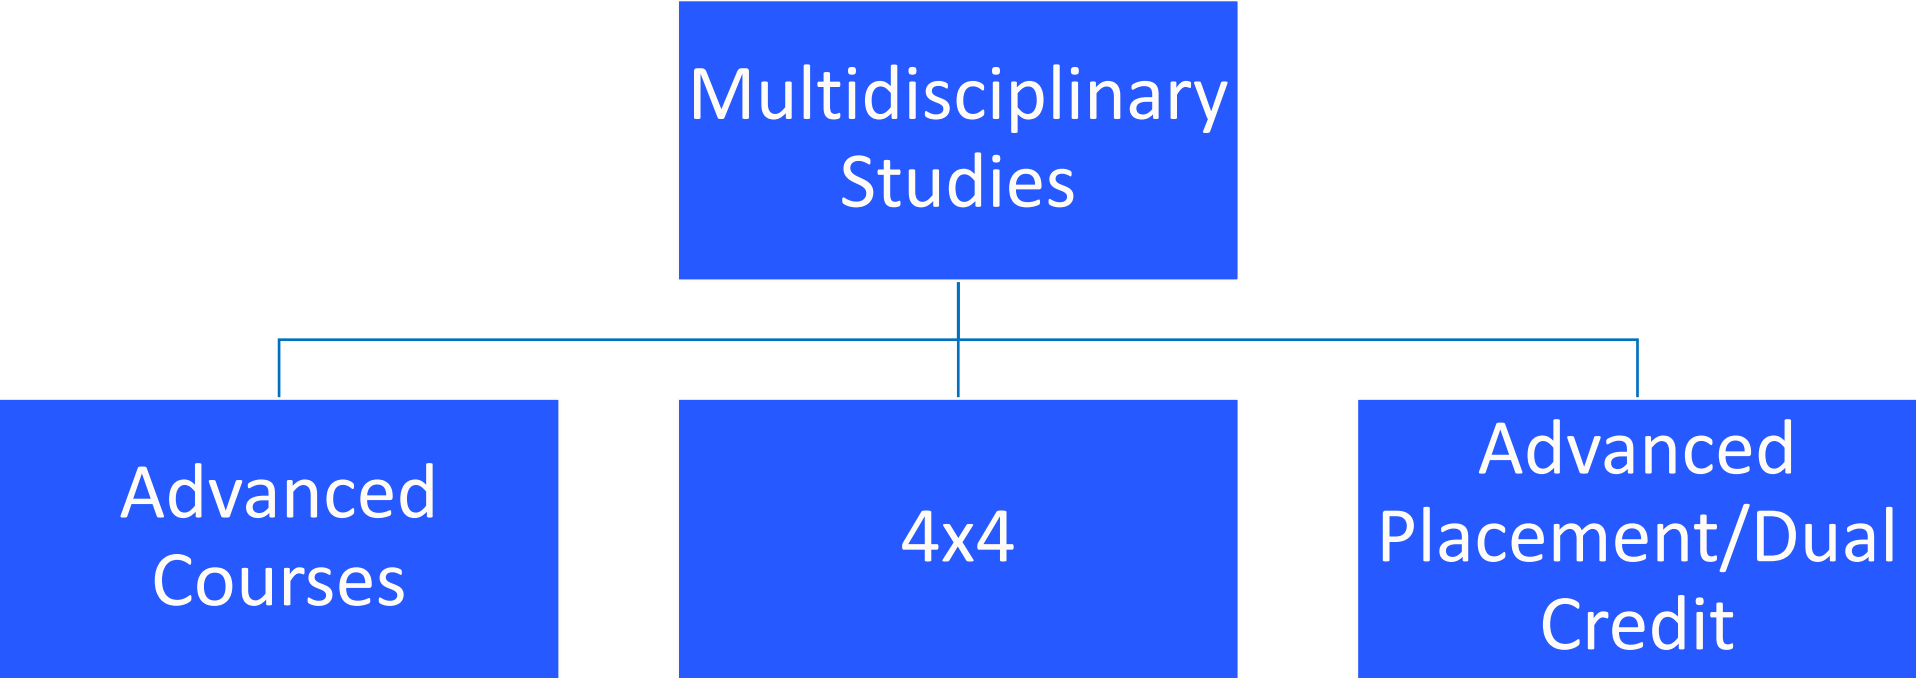 Multidisciplinary
Studies
Advanced
Courses
4x4
Advanced
Placement/Dual
Credit